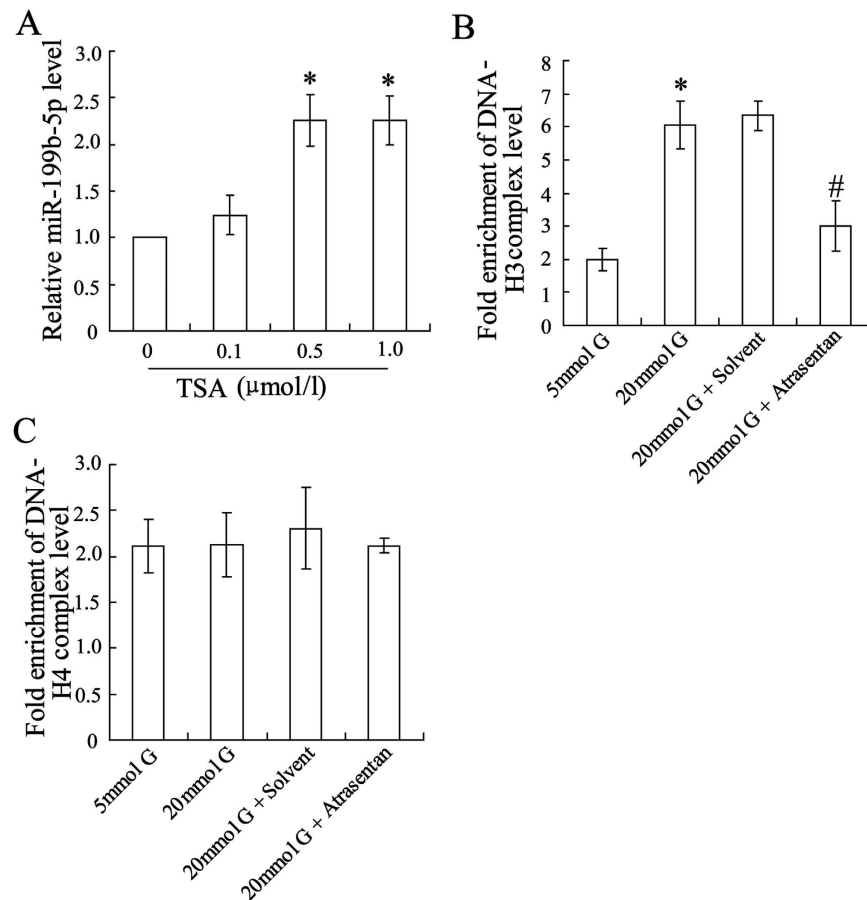 A
Relative miR-199b-5p level
3.0
2.5
2.0
1.5
1.0
0.5
0
*
*
0 0.1 0.5 1.0
TSA (μmol/l)
B
Fold enrichment of DNA-
H3complex level
8
7
6
5
4
3
2
1
0
*
#
5mmol G
20mmol G
20mmol G + Solvent
20mmol G + Atrasentan
C
Fold enrichment of DNA-
H4 complex level
3.0
2.5
2.0
1.5
1.0
0.5
0
5mmol G
20mmol G
20mmol G + Solvent
20mmol G + Atrasentan